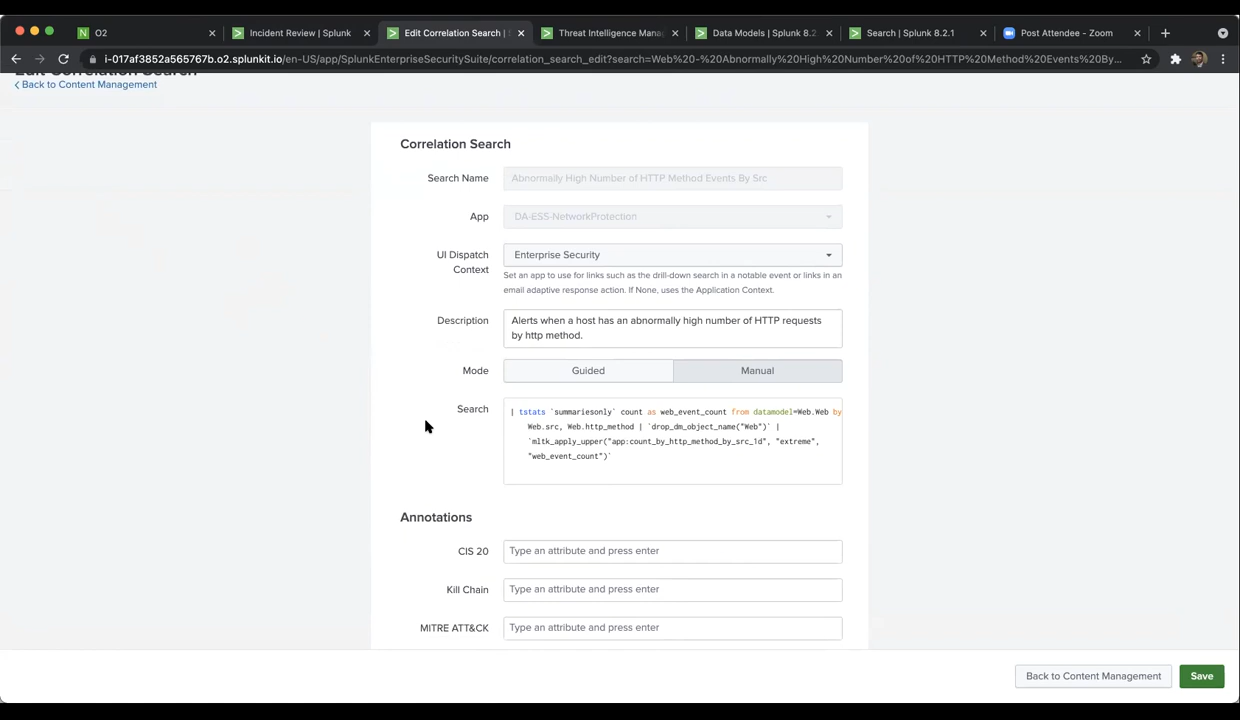 O2
Incident Review | Splunk
Edit Correlation Search | S
Threat Intelligence Mana
Data Models | Splunk 8.2.
Search | Splunk 8.2.1
Post Attendee - Zoom
i-017af3852a565767b.o2.splunkit.io/en-US/app/SplunkEnterpriseSecuritySuite/correlation_search_edit?search=Web%20-%20Abnormally%20High%20Number%20of%20HTTP%20Method%20Events%20By...
Edit Correlation Search
Back to Content Management
Correlation Search
Search Name
Abnormally High Number of HTTP Method Events By Src
App
DA-ESS-NetworkProtection
UI Dispatch
Context
Enterprise Security
Set an app to use for links such as the drill-down search in a notable event or links in an
email adaptive response action. If None, uses the Application Context.
Description
Alerts when a host has an abnormally high number of HTTP requests
by http method.
Mode
Guided
Manual
Search
| tstats `summariesonly` count as web_event_count from datamodel=Web.Web by
Web.src, Web.http_method | `drop_dm_object_name("Web")` |
`mltk_apply_upper("app:count_by_http_method_by_src_1d", "extreme",
"web_event_count")`
Annotations
CIS 20
Type an attribute and press enter
Kill Chain
Type an attribute and press enter
MITRE ATT&CK
Type an attribute and press enter
Back to Content Management
Save